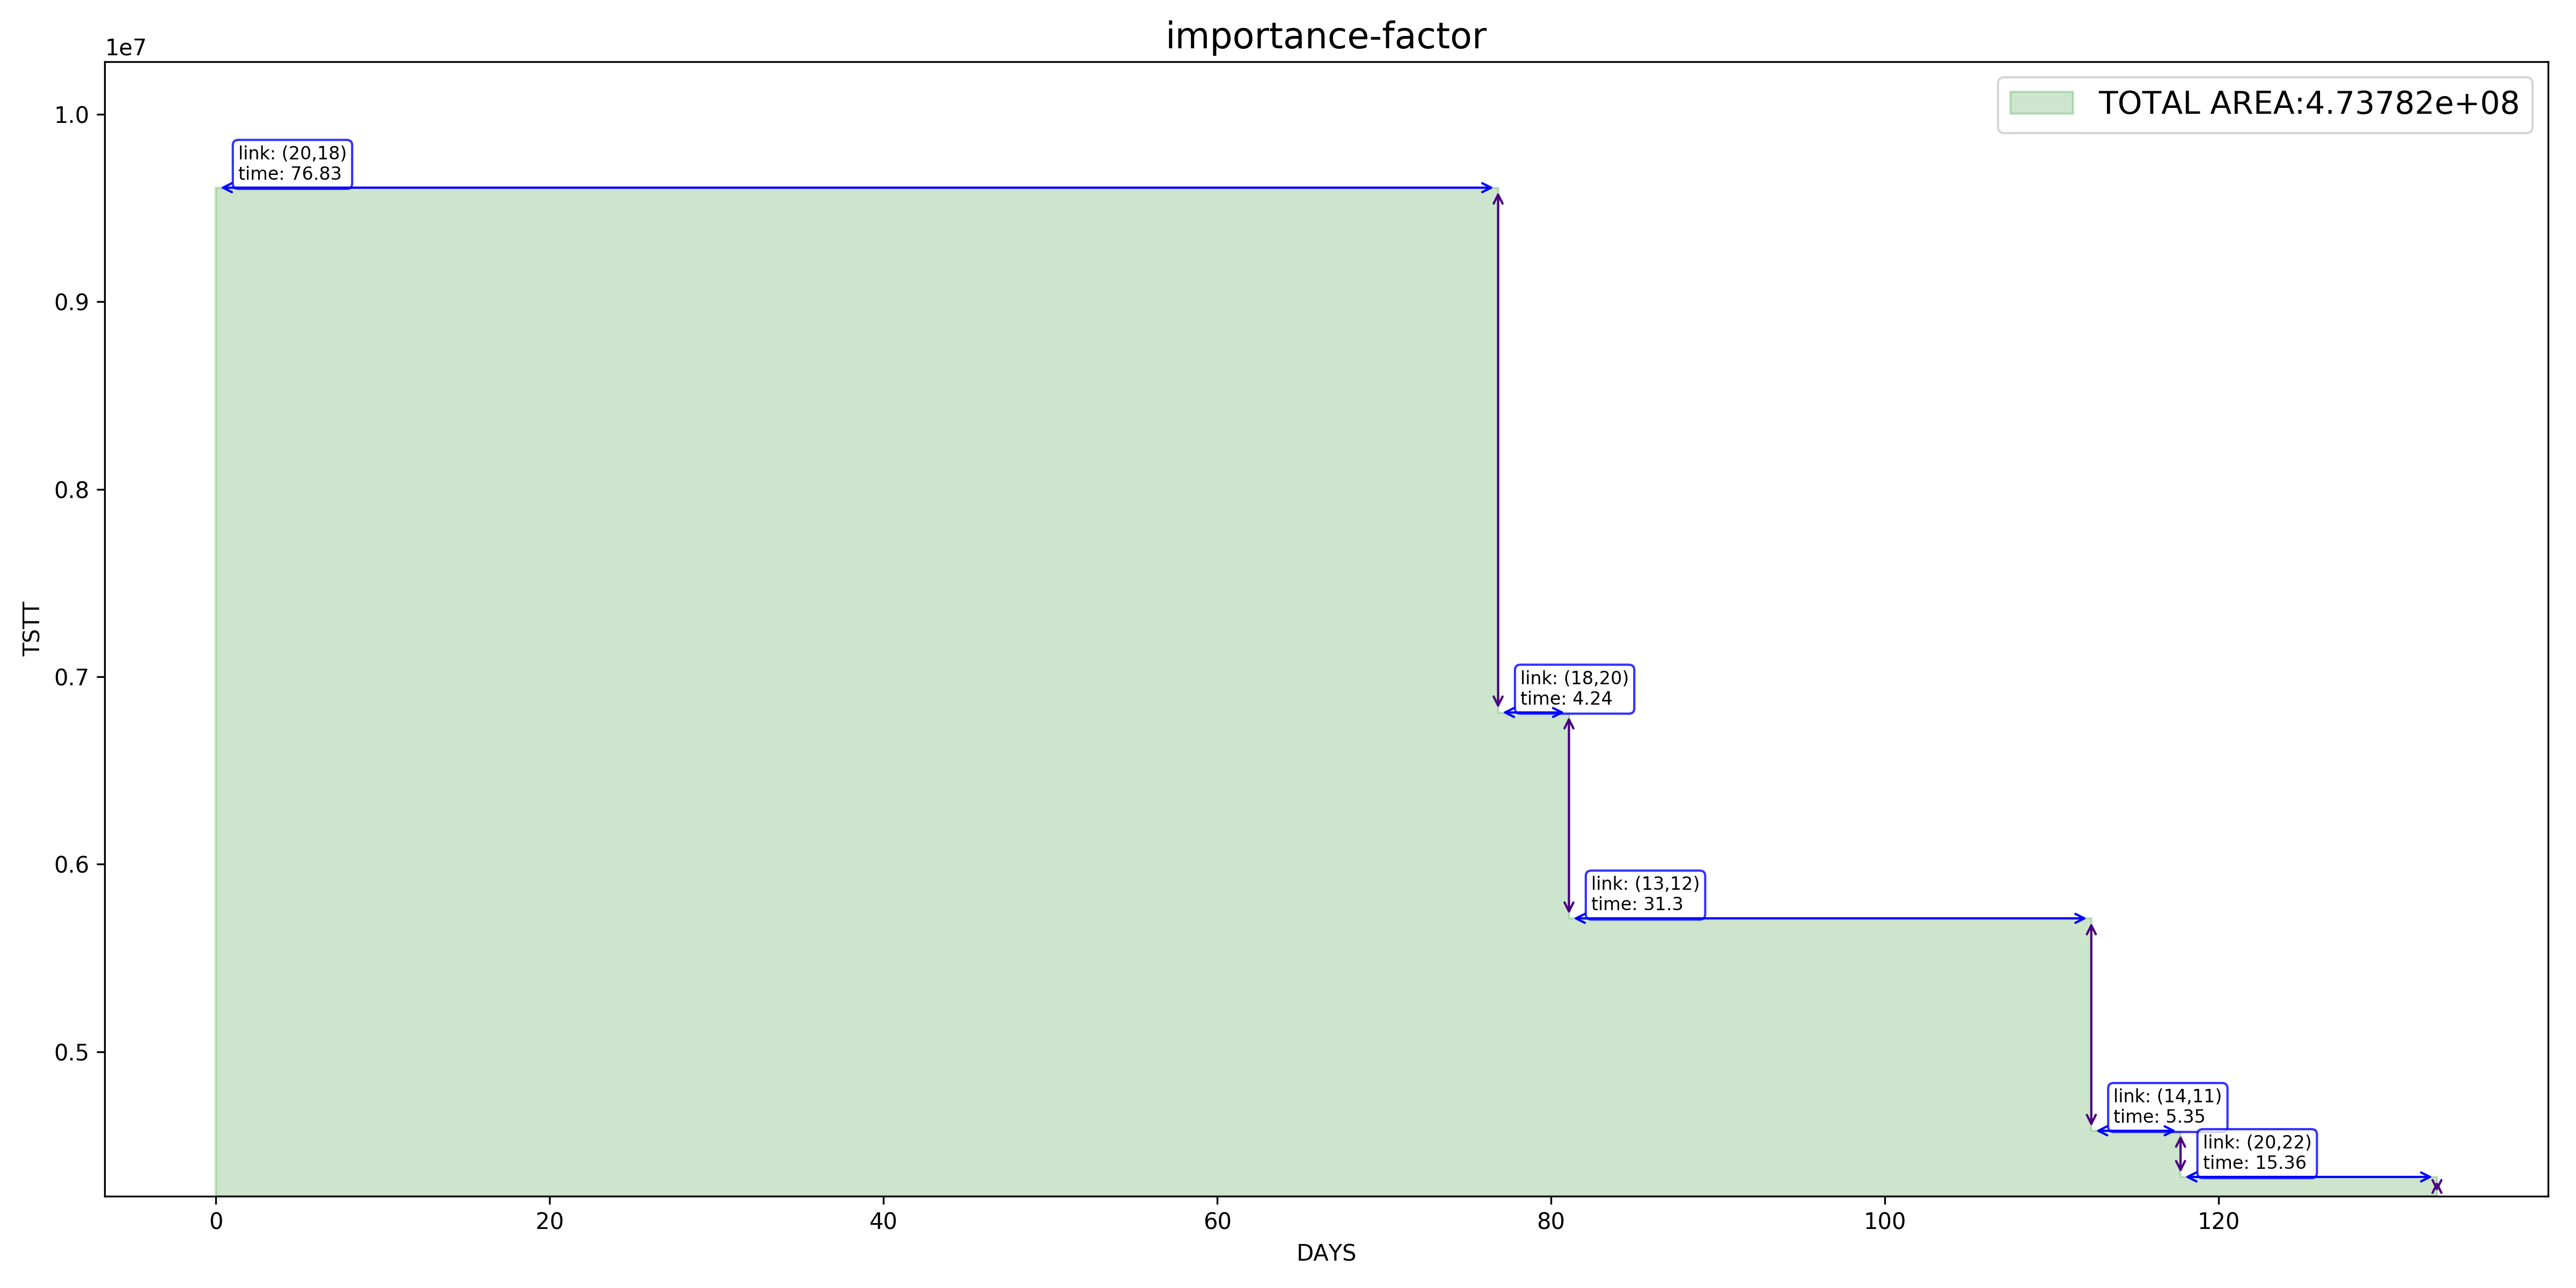 importance-factor
1e7
TOTAL AREA:4.73782e+08
1.0
0.9
0.8
0.7
0.6
0.5
TSTT
link: (20,18)
time: 76.83
link: (18,20)
time: 4.24
link: (13,12)
time: 31.3
link: (14,11)
time: 5.35
link: (20,22)
time: 15.36
0
20
40
60
80
100
120
DAYS